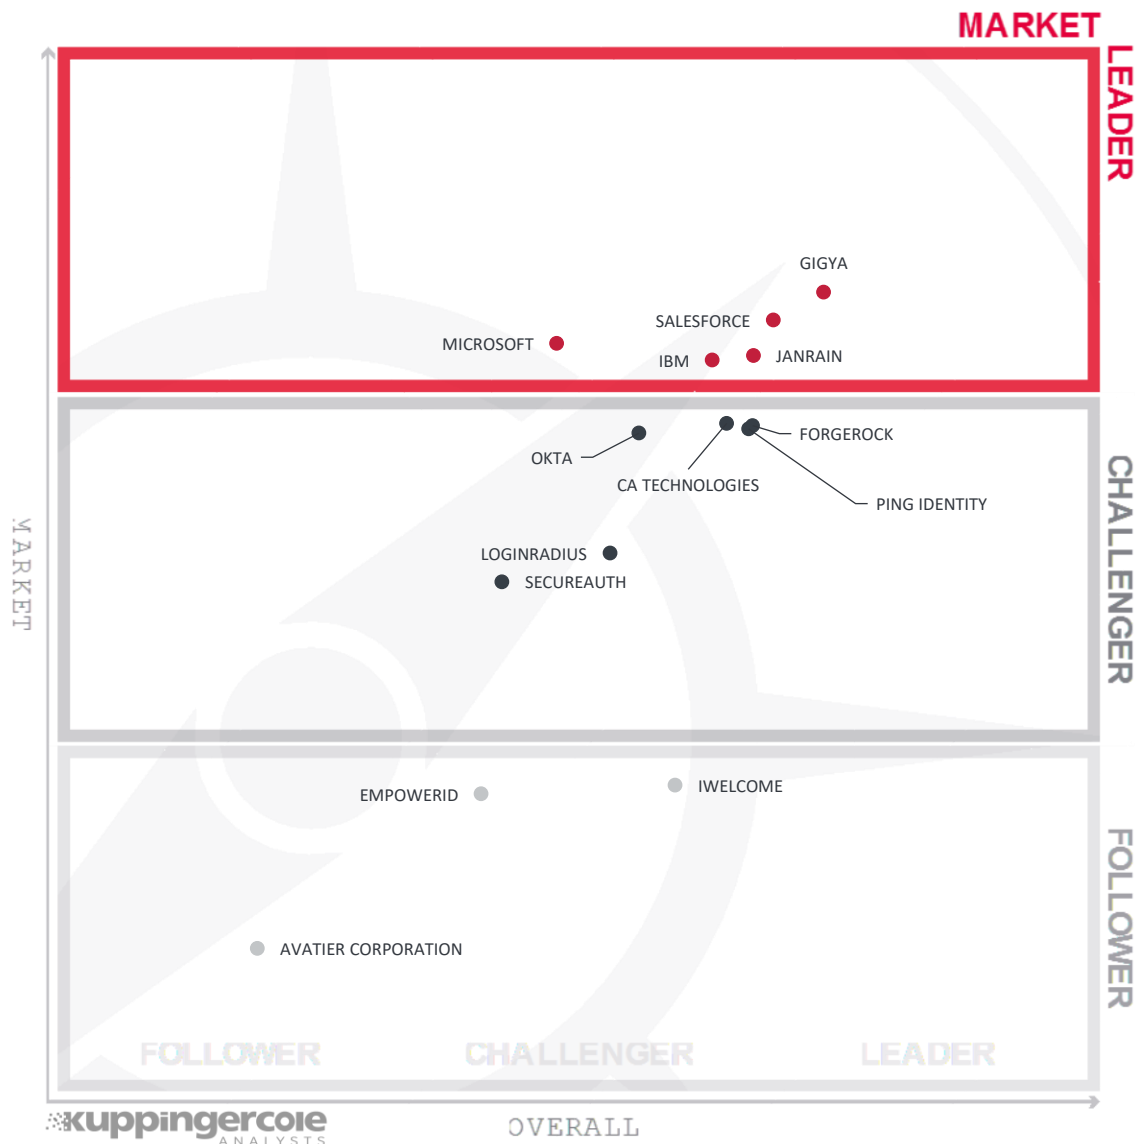 MARKET
LEADER
GIGYA
SALESFORCE
MICROSOFT
IBM
JANRAIN
OKTA
FORGEROCK
CA TECHNOLOGIES
PING IDENTITY
CHALLENGER
MARKET
LOGINRADIUS
SECUREAUTH
EMPOWERID
IWELCOME
FOLLOWER
AVATIER CORPORATION
FOLLOWER
CHALLENGER
LEADER
kuppingercole
ANALYSTS
OVERALL